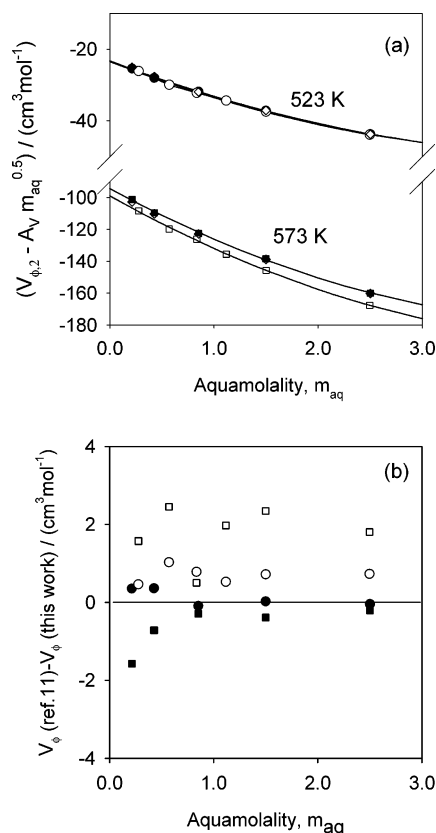 (a)
(V_ϕ,2 - A_V m_aq^0.5) / (cm^3mol^-1)
-20
523 K
-40
-100
573 K
-120
-140
-160
-180
0.0 1.0 2.0 3.0
Aquamolality, m_aq
(b)
V_ϕ (ref.11)-V_ϕ (this work) / (cm^3mol^-1)
4
2
0
-2
-4
0.0 1.0 2.0 3.0
Aquamolality, m_aq